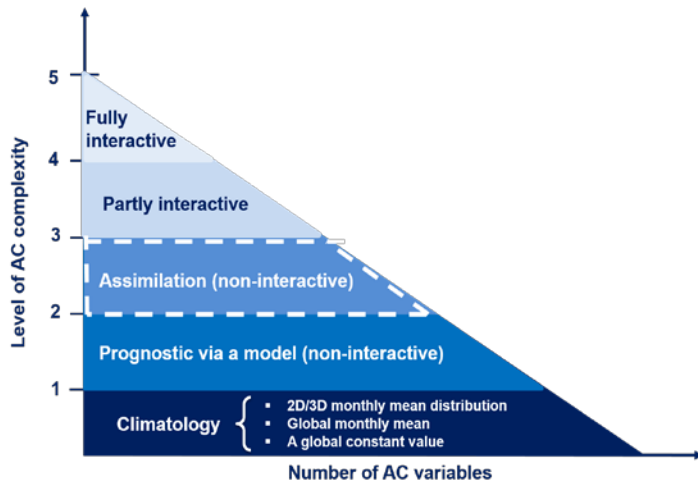 Level of AC complexity
5
Fully
interactive
4
Partly interactive
3
Assimilation (non-interactive)
2
Prognostic via a model (non-interactive)
1
Climatology
▪ 2D/3D monthly mean distribution
▪ Global monthly mean
▪ A global constant value
Number of AC variables